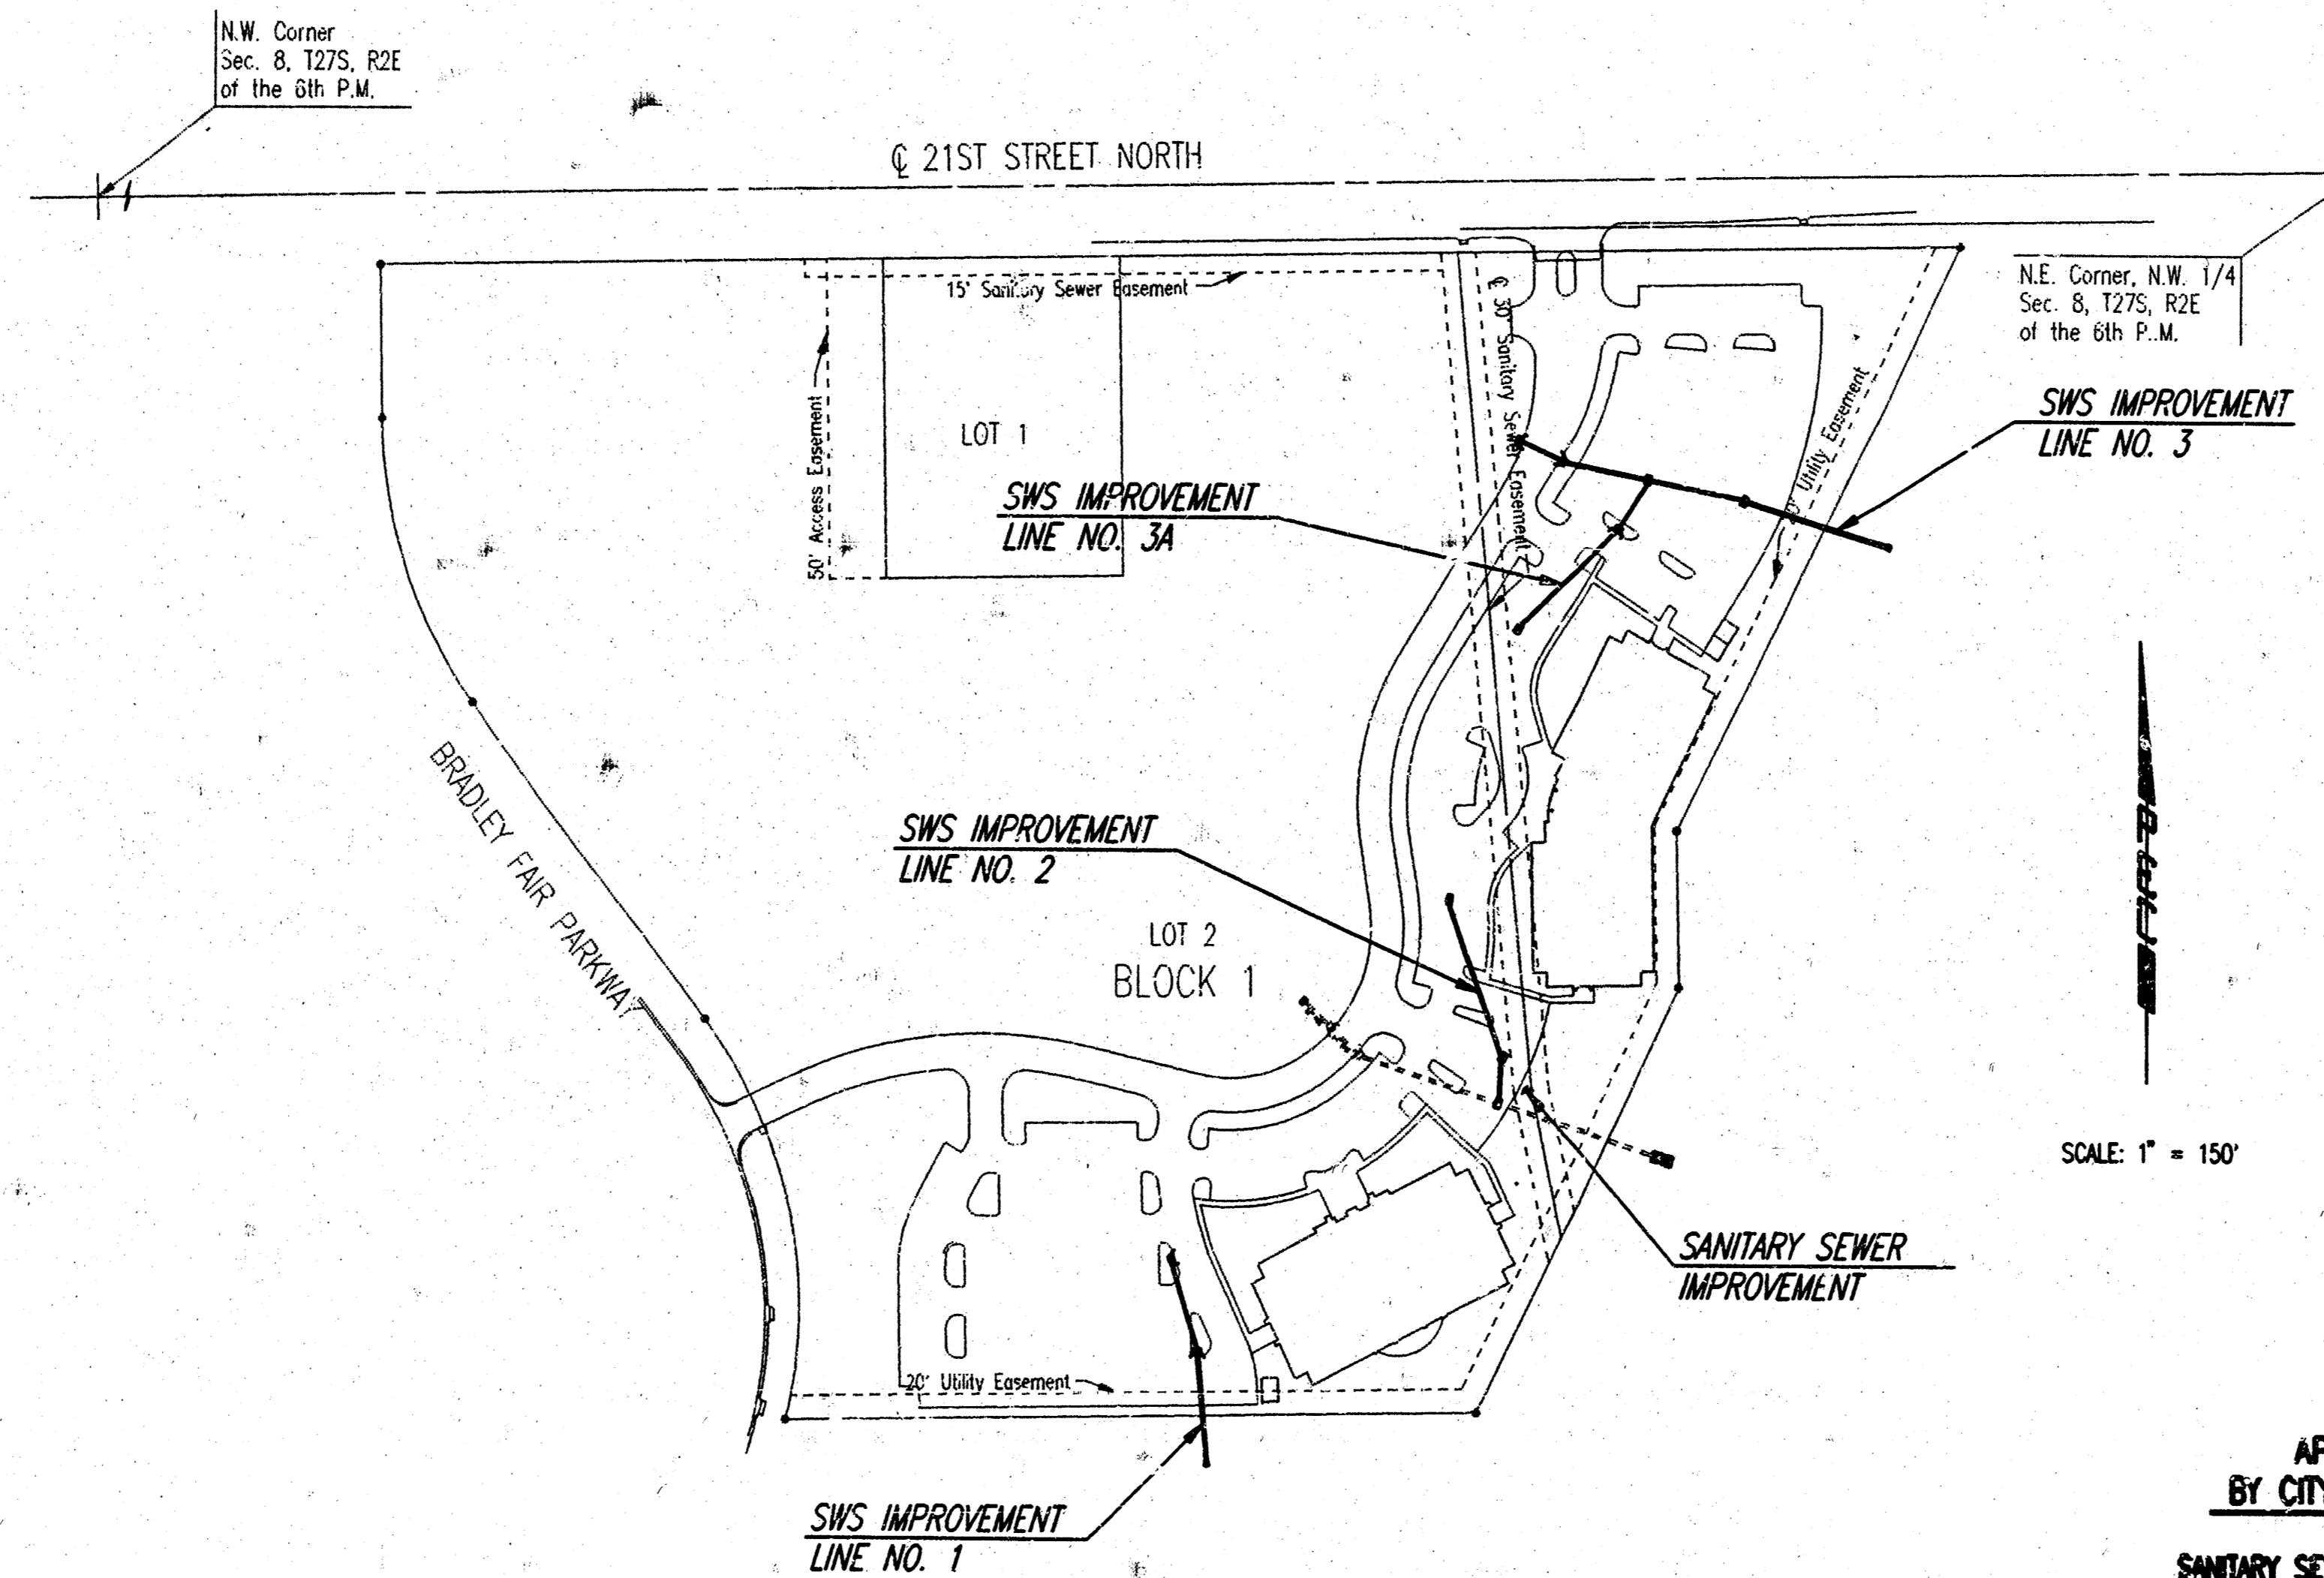 N.W. Corner
Sec. 8, T27S, R2E
of the 6th P.M.
℄ 21ST STREET NORTH
15' Sanitary Sewer Easement
℄ 30' Sanitary Sewer Easement
N.E. Corner, N.W. 1/4
Sec. 8, T27S, R2E
of the 6th P..M.
Utility Easement
SWS IMPROVEMENT
LINE NO. 3
50' Access Easement
LOT 1
SWS IMPROVEMENT
LINE NO. 3A
BRADLEY FAIR PARKWAY
SWS IMPROVEMENT
LINE NO. 2
LOT 2
BLOCK 1
SCALE: 1" = 150'
SANITARY SEWER
IMPROVEMENT
20' Utility Easement
SWS IMPROVEMENT
LINE NO. 1
BY CITY
SANITARY